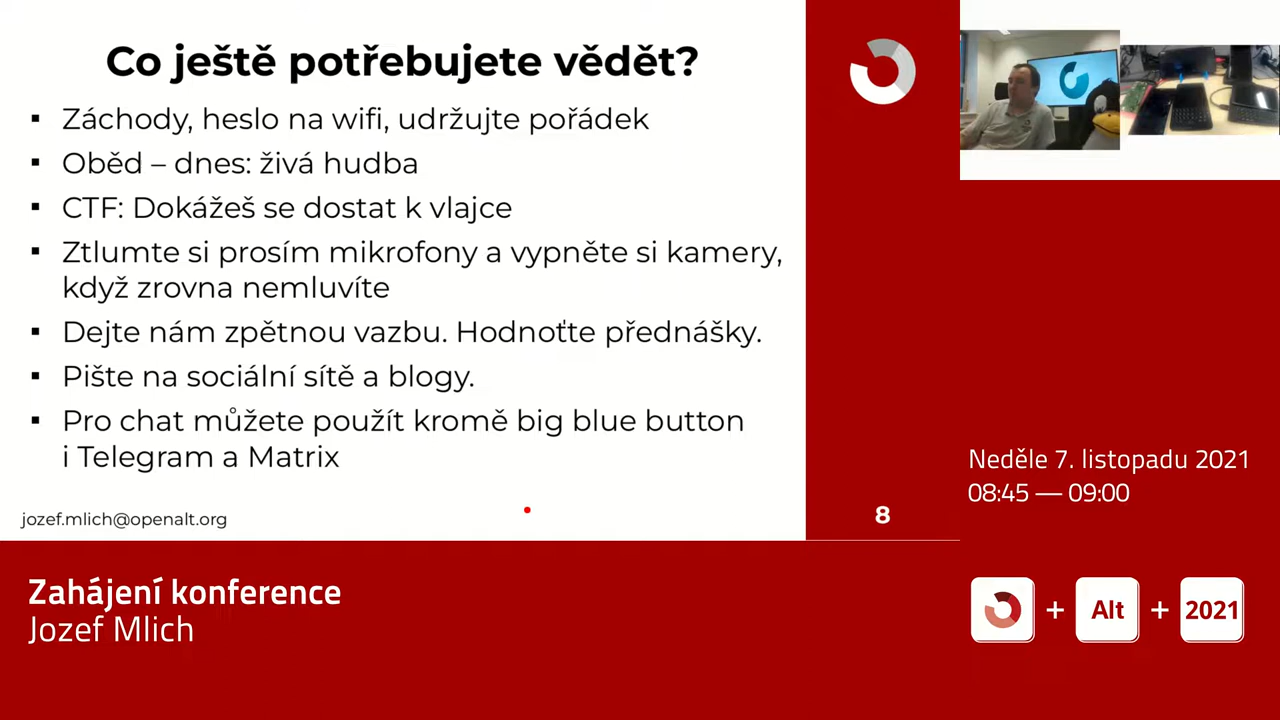 Co ještě potřebujete vědět?
▪ Záchody, heslo na wifi, udržujte pořádek
▪ Oběd – dnes: živá hudba
▪ CTF: Dokážeš se dostat k vlajce
▪ Ztlumte si prosím mikrofony a vypněte si kamery,
když zrovna nemluvíte
▪ Dejte nám zpětnou vazbu. Hodnoťte přednášky.
▪ Pište na sociální sítě a blogy.
▪ Pro chat můžete použít kromě big blue button
i Telegram a Matrix
jozef.mlich@openalt.org
8
Neděle 7. listopadu 2021
08:45 — 09:00
Zahájení konference
Jozef Mlich
+ Alt + 2021